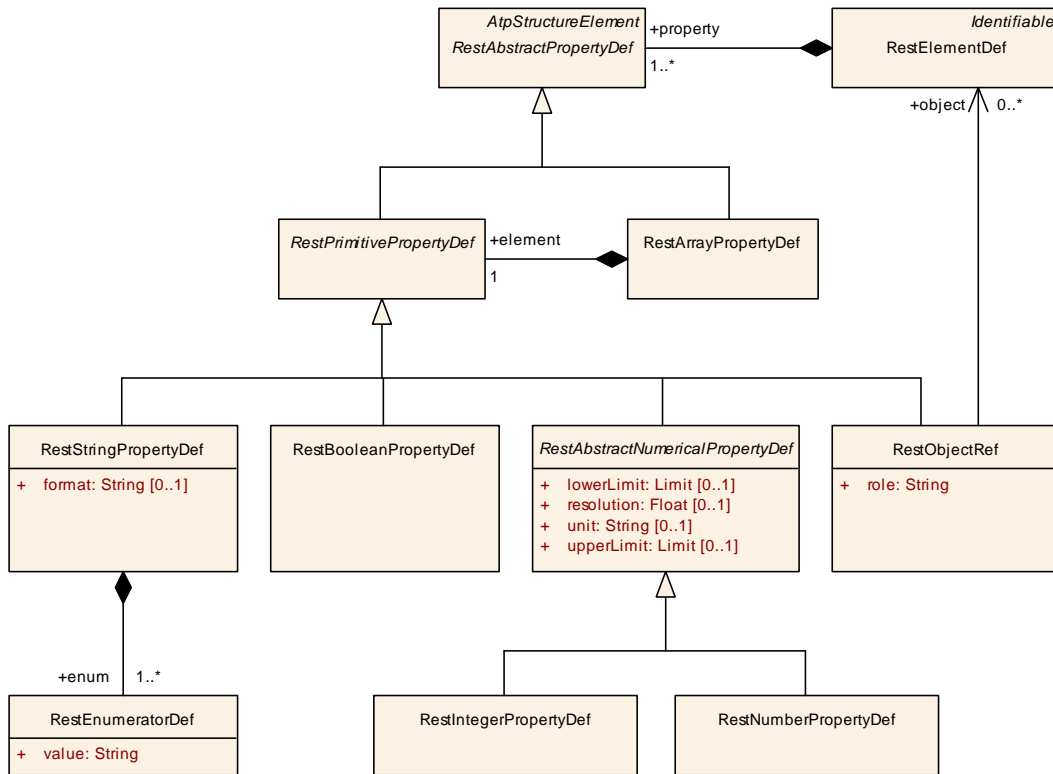 AtpStructureElement
RestAbstractPropertyDef
+property
1..*
Identifiable
RestElementDef
+object
0..*
RestPrimitivePropertyDef
+element
1
RestArrayPropertyDef
RestStringPropertyDef
+ format: String [0..1]
RestBooleanPropertyDef
RestAbstractNumericalPropertyDef
+ lowerLimit: Limit [0..1]
+ resolution: Float [0..1]
+ unit: String [0..1]
+ upperLimit: Limit [0..1]
RestObjectRef
+ role: String
+enum
1..*
RestEnumeratorDef
+ value: String
RestIntegerPropertyDef
RestNumberPropertyDef